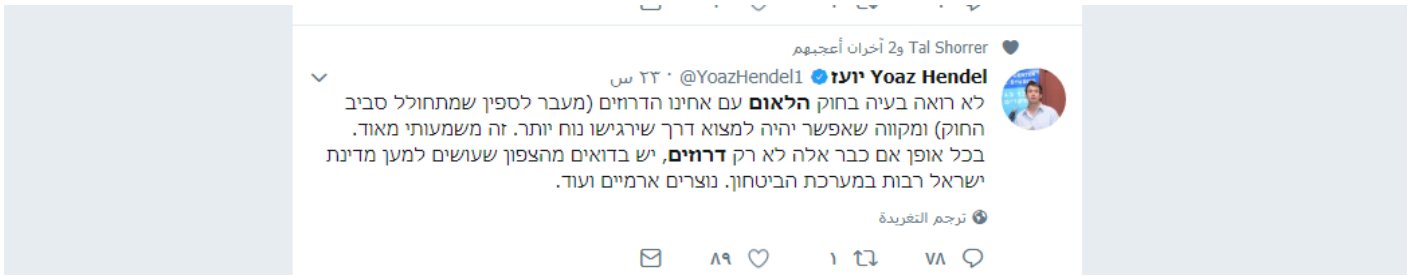 Tal Shorrer و2 آخران أعجبهم
Yoaz Hendel יועז @YoazHendel1 · ٢٣ س
לא רואה בעיה בחוק הלאום עם אחינו הדרוזים (מעבר לספין שמתחולל סביב
החוק) ומקווה שאפשר יהיה למצוא דרך שירגישו נוח יותר. זה משמעותי מאוד.
בכל אופן אם כבר אלה לא רק דרוזים, יש בדואים מהצפון שעושים למען מדינת
ישראל רבות במערכת הביטחון. נוצרים ארמיים ועוד.
ترجم التغريدة
٧٨ ١ ٨٩